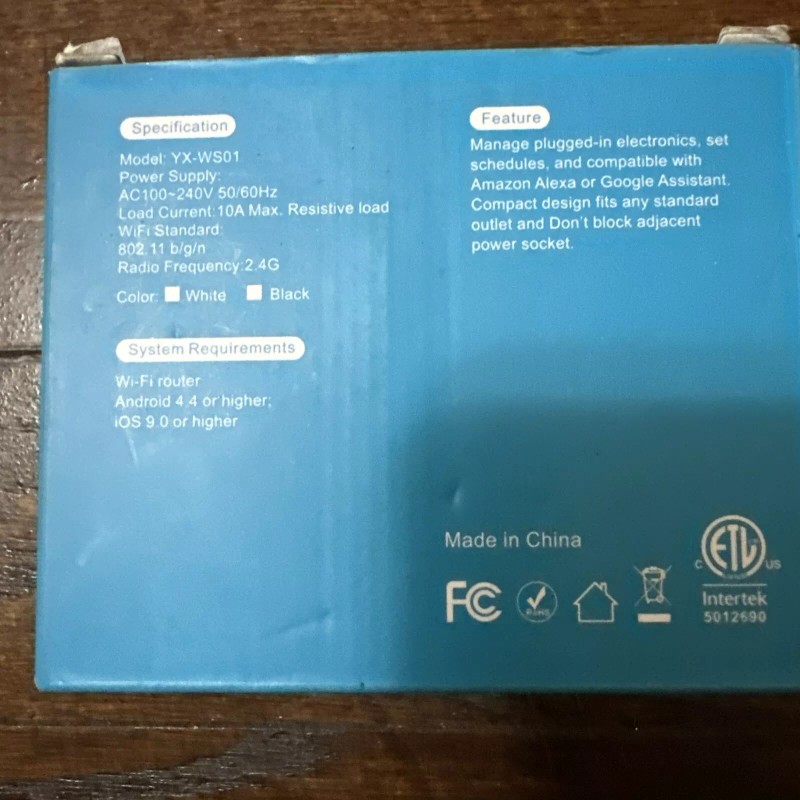 Specification
Model: YX-WS01
Power Supply:
AC100~240V 50/60Hz
Load Current:10A Max. Resistive load
WiFi Standard:
802.11 b/g/n
Radio Frequency:2.4G
Color: White Black
System Requirements
Wi-Fi router
Android 4.4 or higher;
iOS 9.0 or higher
Feature
Manage plugged-in electronics, set
schedules, and compatible with
Amazon Alexa or Google Assistant.
Compact design fits any standard
outlet and Don't block adjacent
power socket.
Made in China
FC
RoHS
C ETL US
Intertek
5012690